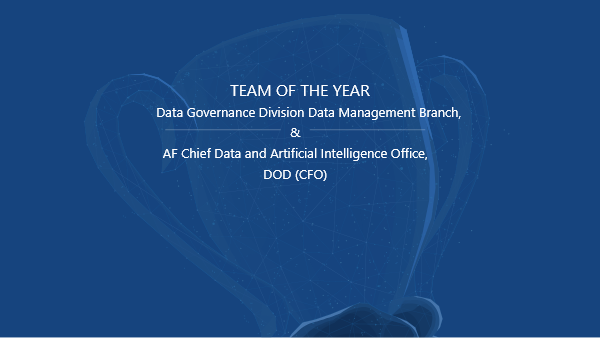 TEAM OF THE YEAR
Data Governance Division Data Management Branch,
&
AF Chief Data and Artificial Intelligence Office,
DOD (CFO)